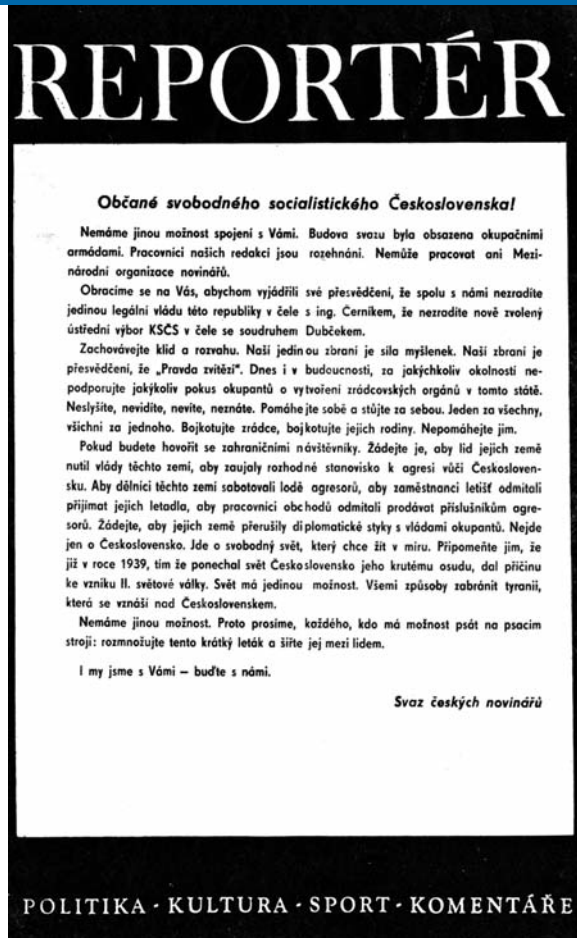 REPORTÉR
Občané svobodného socialistického Československa!
Nemáme jinou možnost spojení s Vámi. Budova svazu byla obsazena okupačními
armádami. Pracovníci našich redakcí jsou rozehnáni. Nemůže pracovat ani Mezi-
národní organizace novinářů.
Obracíme se na Vás, abychom vyjádřili své přesvědčení, že spolu s námi nezradíte
jedinou legální vládu této republiky v čele s ing. Černíkem, že nezradíte nově zvolený
ústřední výbor KSČS v čele se soudruhem Dubčekem.
Zachovávejte klid a rozvahu. Naší jedinou zbraní je síla myšlenek. Naší zbraní je
přesvědčení, že „Pravda zvítězí". Dnes i v budoucnosti, za jakýchkoliv okolností ne-
podporujte jakýkoliv pokus okupantů o vytvoření zrádcovských orgánů v tomto státě.
Neslyšíte, nevidíte, nevíte, neznáte. Pomáhejte sobě a stůjte za sebou. Jeden za všechny,
všichni za jednoho. Bojkotujte zrádce, bojkotujte jejich rodiny. Nepomáhejte jim.
Pokud budete hovořit se zahraničními návštěvníky. Žádejte je, aby lid jejich země
nutil vlády těchto zemí, aby zaujaly rozhodné stanovisko k agresi vůči Českosloven-
sku. Aby dělníci těchto zemí sabotovali lodě agresorů, aby zaměstnanci letišť odmítali
přijímat jejich letadla, aby pracovníci obchodů odmítali prodávat příslušníkům agre-
sorů. Žádejte, aby jejich země přerušily diplomatické styky s vládami okupantů. Nejde
jen o Československo. Jde o svobodný svět, který chce žít v míru. Připomeňte jim, že
již v roce 1939, tím že ponechal svět Československo jeho krutému osudu, dal příčinu
ke vzniku II. světové války. Svět má jedinou možnost. Všemi způsoby zabránit tyranii,
která se vznáší nad Československem.
Nemáme jinou možnost. Proto prosíme, každého, kdo má možnost psát na psacím
stroji: rozmnožujte tento krátký leták a šiřte jej mezi lidem.
I my jsme s Vámi – buďte s námi.
Svaz českých novinářů
POLITIKA - KULTURA - SPORT - KOMENTÁŘE